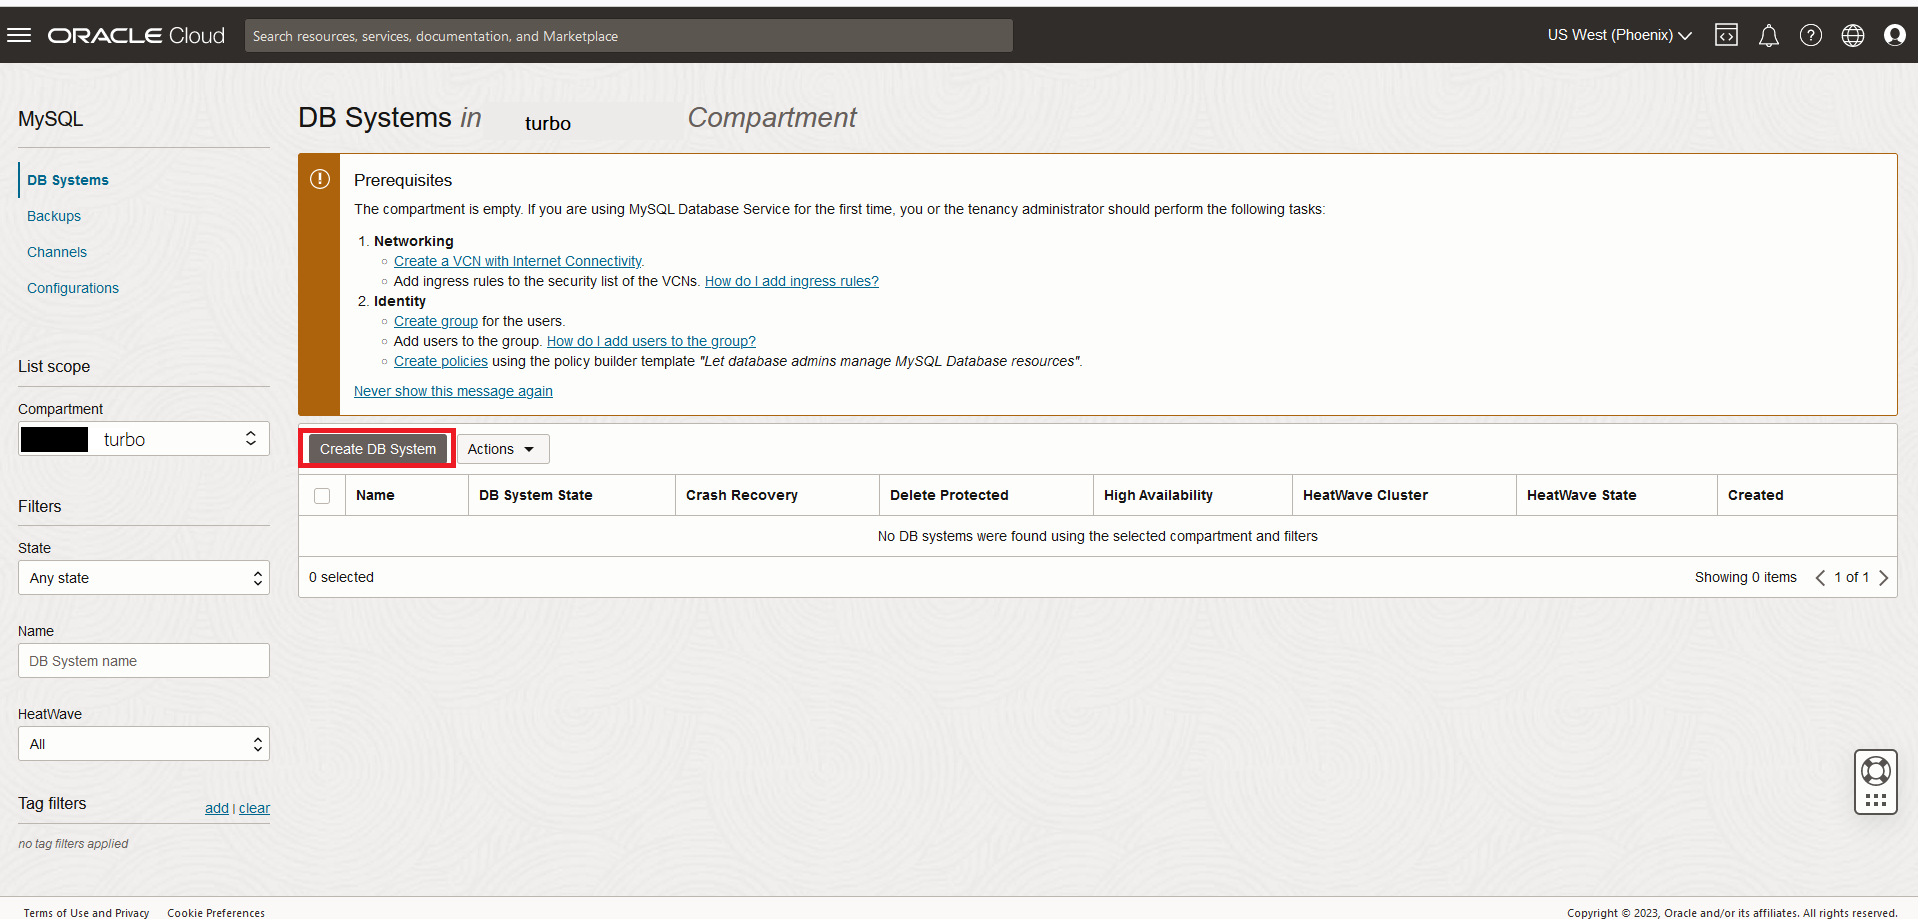 ORACLE Cloud
Search resources, services, documentation, and Marketplace
US West (Phoenix)
MySQL
DB Systems
Backups
Channels
Configurations
List scope
Compartment
turbo
Filters
State
Any state
Name
DB System name
HeatWave
All
Tag filters
add | clear
no tag filters applied
DB Systems in turbo Compartment
Prerequisites
The compartment is empty. If you are using MySQL Database Service for the first time, you or the tenancy administrator should perform the following tasks:
1. Networking
Create a VCN with Internet Connectivity.
Add ingress rules to the security list of the VCNs. How do I add ingress rules?
2. Identity
Create group for the users.
Add users to the group. How do I add users to the group?
Create policies using the policy builder template "Let database admins manage MySQL Database resources".
Never show this message again
Create DB System Actions
Name DB System State Crash Recovery Delete Protected High Availability HeatWave Cluster HeatWave State Created
No DB systems were found using the selected compartment and filters
0 selected Showing 0 items 1 of 1
Terms of Use and Privacy Cookie Preferences
Copyright © 2023, Oracle and/or its affiliates. All rights reserved.